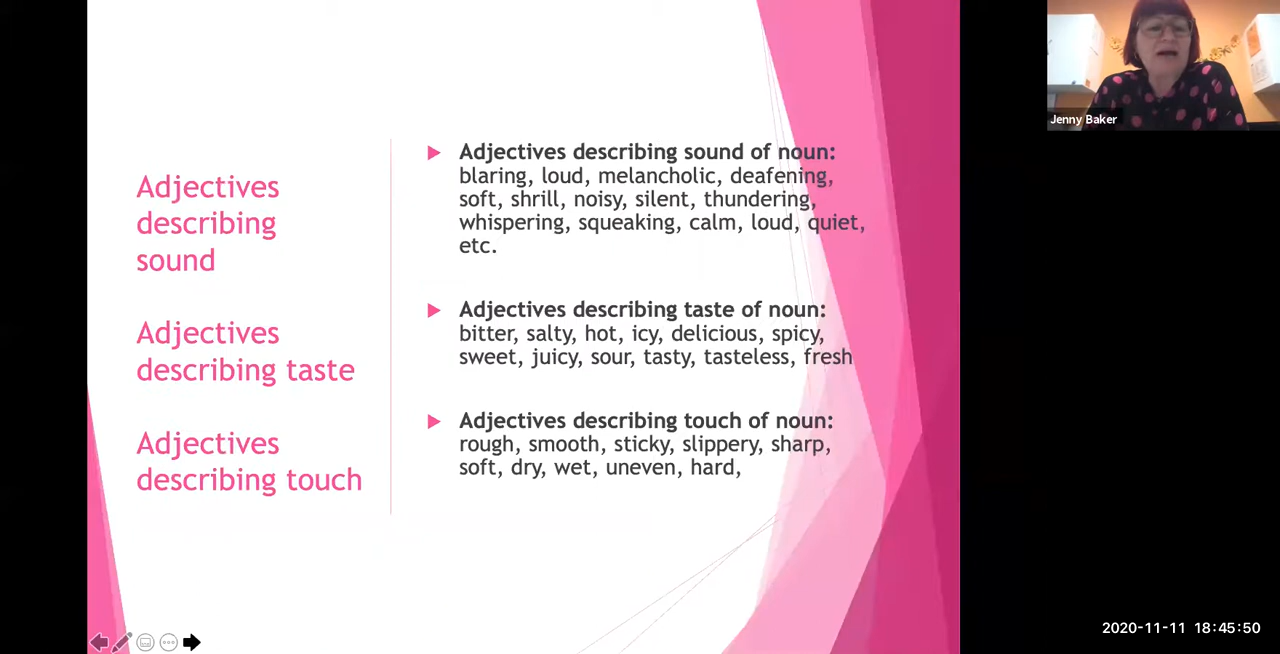 Adjectives
describing
sound
Adjectives
describing taste
Adjectives
describing touch
Adjectives describing sound of noun:
blaring, loud, melancholic, deafening,
soft, shrill, noisy, silent, thundering,
whispering, squeaking, calm, loud, quiet,
etc.
Adjectives describing taste of noun:
bitter, salty, hot, icy, delicious, spicy,
sweet, juicy, sour, tasty, tasteless, fresh
Adjectives describing touch of noun:
rough, smooth, sticky, slippery, sharp,
soft, dry, wet, uneven, hard,
Jenny Baker
2020-11-11 18:45:50